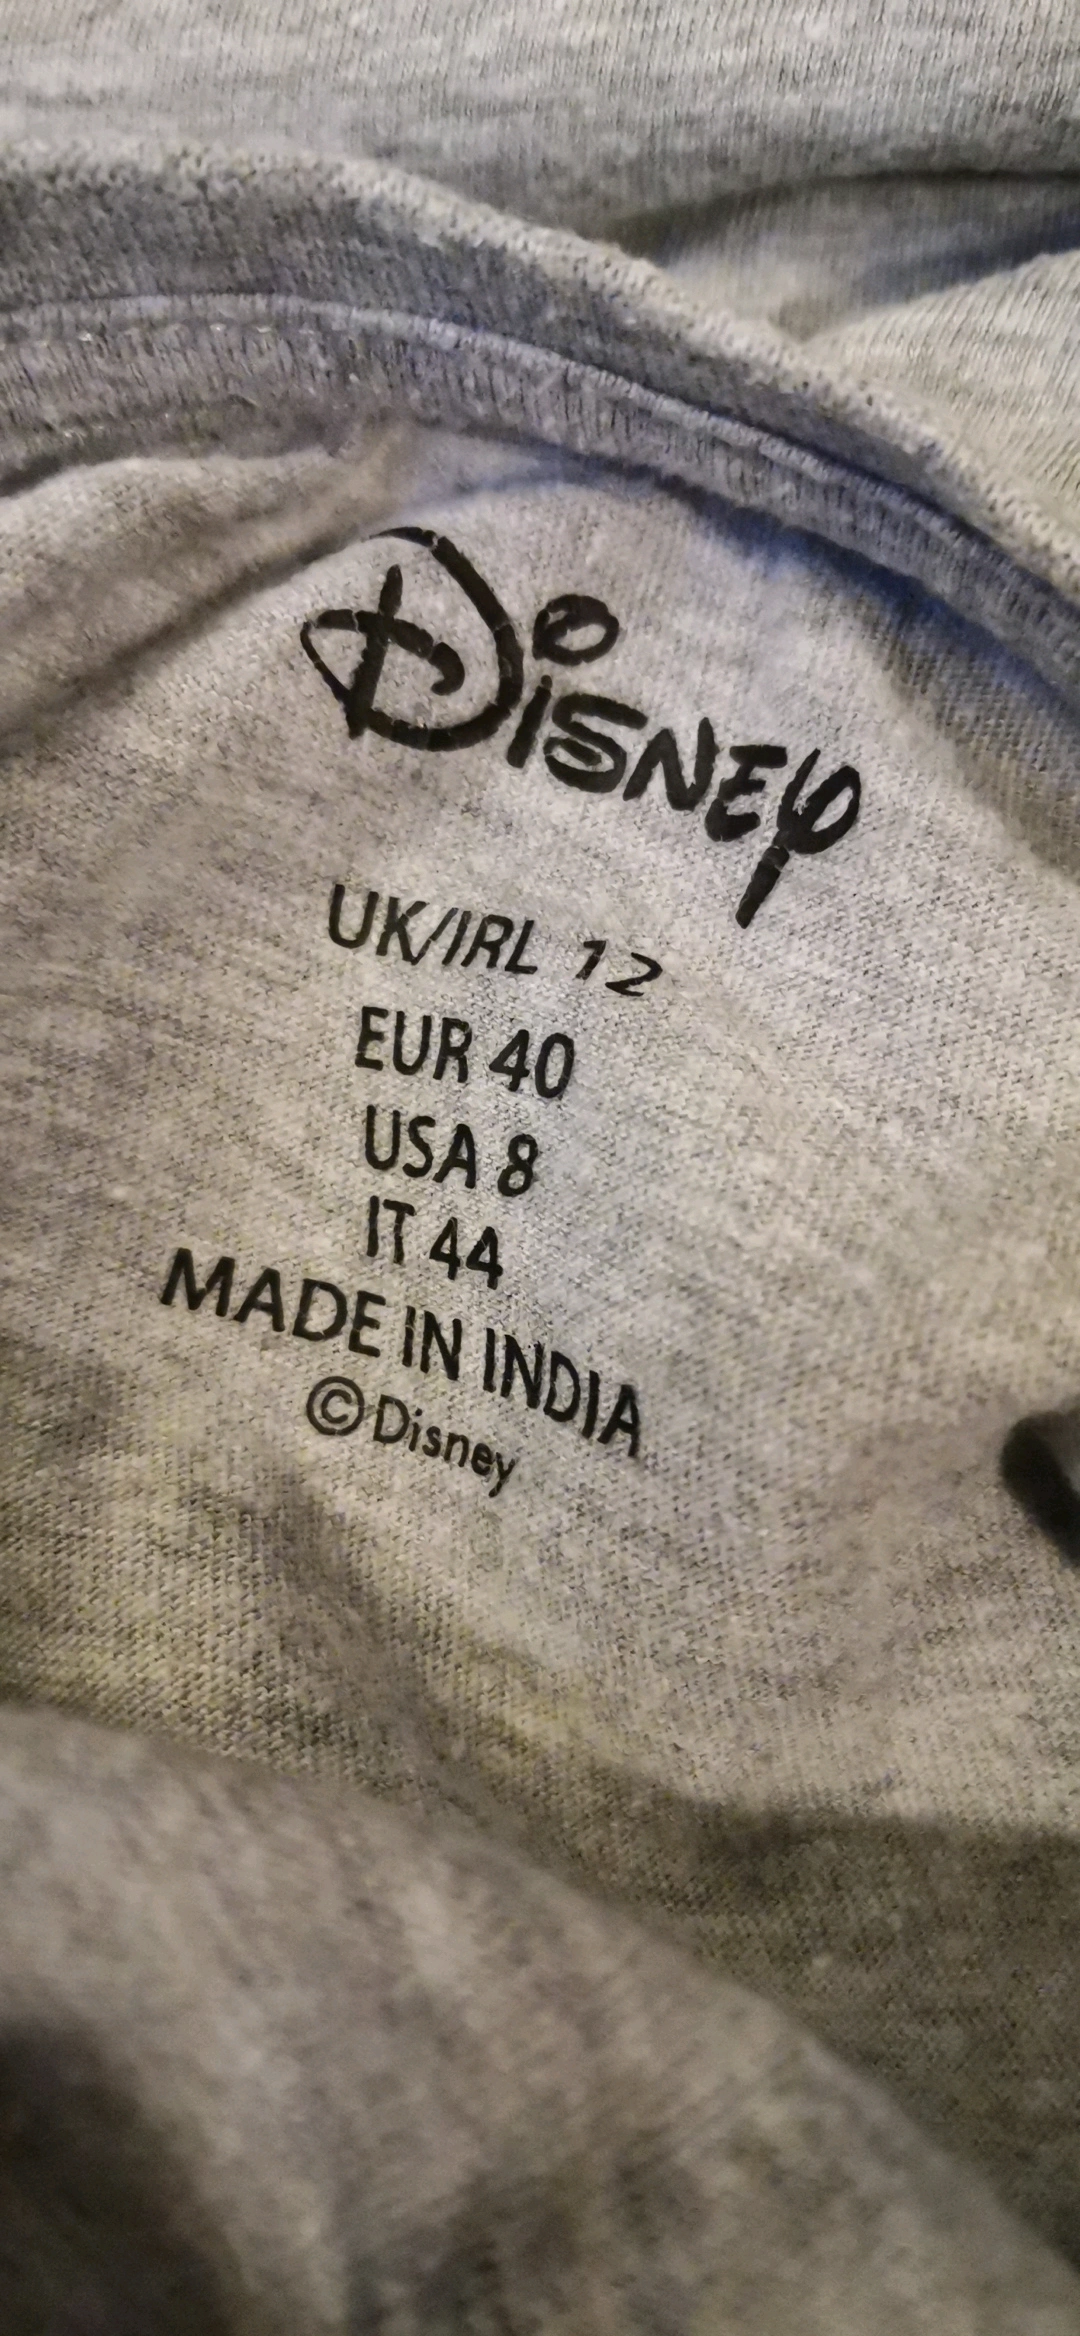 Disney
UK/IRL 12
EUR 40
USA 8
IT 44
MADE IN INDIA
© Disney